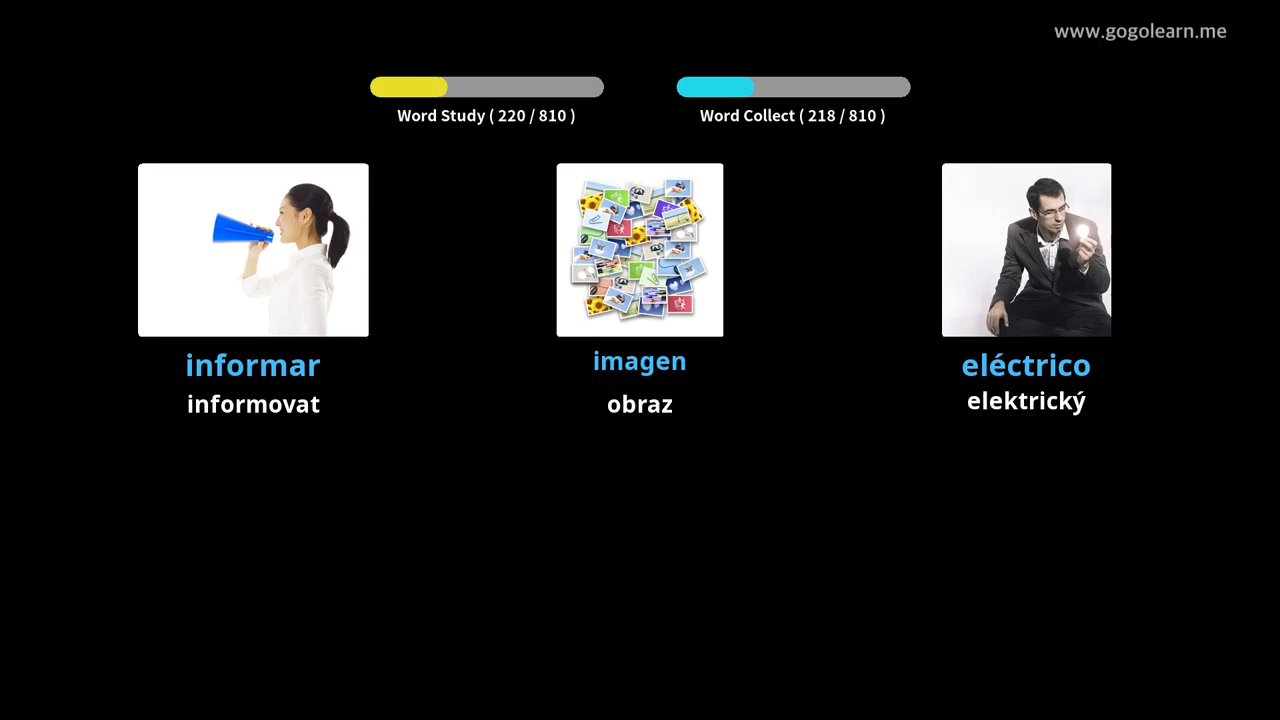 www.gogolearn.me
Word Study ( 220 / 810 )
Word Collect ( 218 / 810 )
informar
imagen
eléctrico
informovat
obraz
elektrický